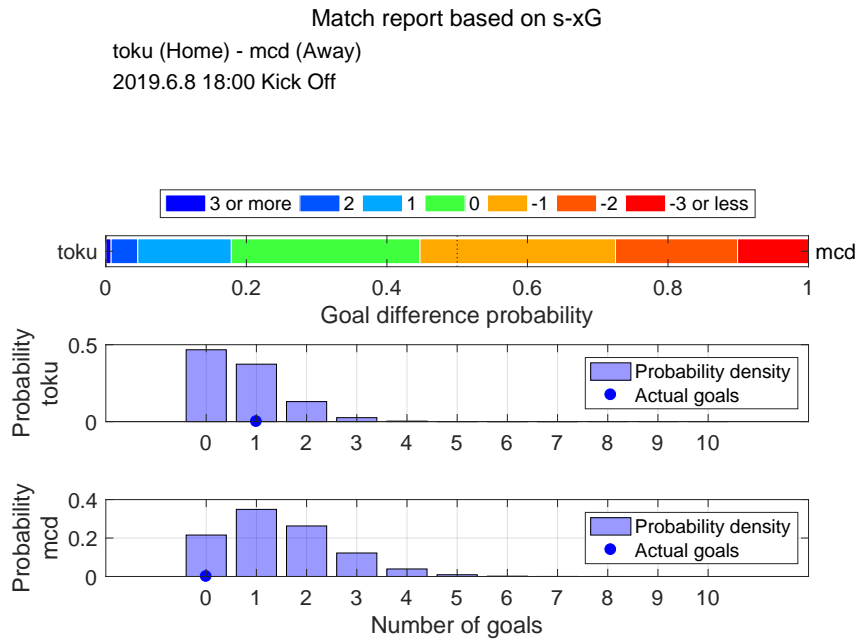 Match report based on s-xG
toku (Home) - mcd (Away)
2019.6.8 18:00 Kick Off
3 or more 2 1 0 -1 -2 -3 or less
toku mcd
0 0.2 0.4 0.6 0.8 1
Goal difference probability
Probability
toku
0.5
0
Probability density
Actual goals
0 1 2 3 4 5 6 7 8 9 10
Probability
mcd
0.4
0.2
0
Probability density
Actual goals
0 1 2 3 4 5 6 7 8 9 10
Number of goals